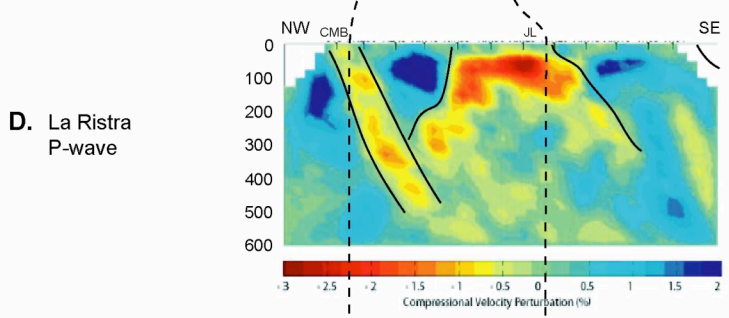 NW CMB JL SE
0
100
D. La Ristra
P-wave
200
300
400
500
600
- 3 - 2.5 - 2 - 1.5 - 1 - 0.5 0 0.5 1 1.5 2
Compressional Velocity Perturbation (%)